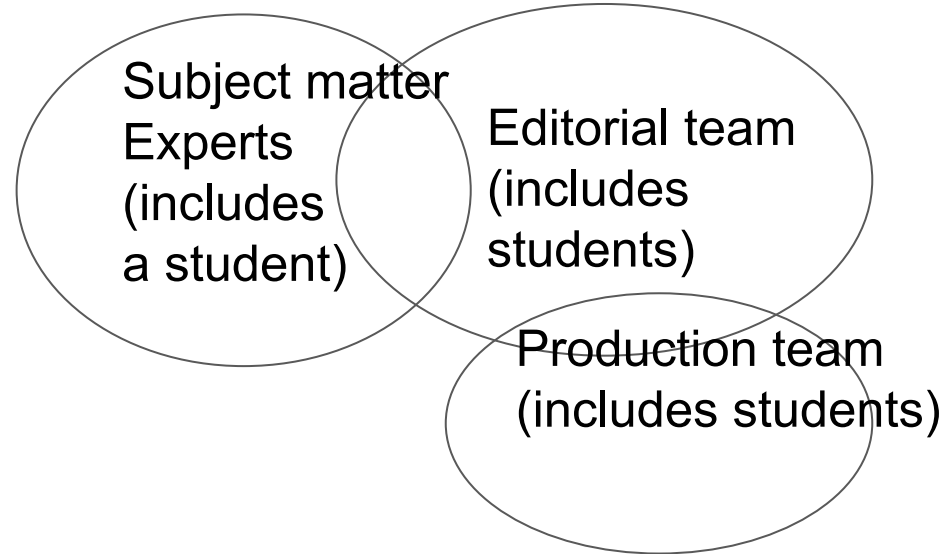 Subject matter
Experts
(includes
a student)
Editorial team
(includes
students)
Production team
(includes students)